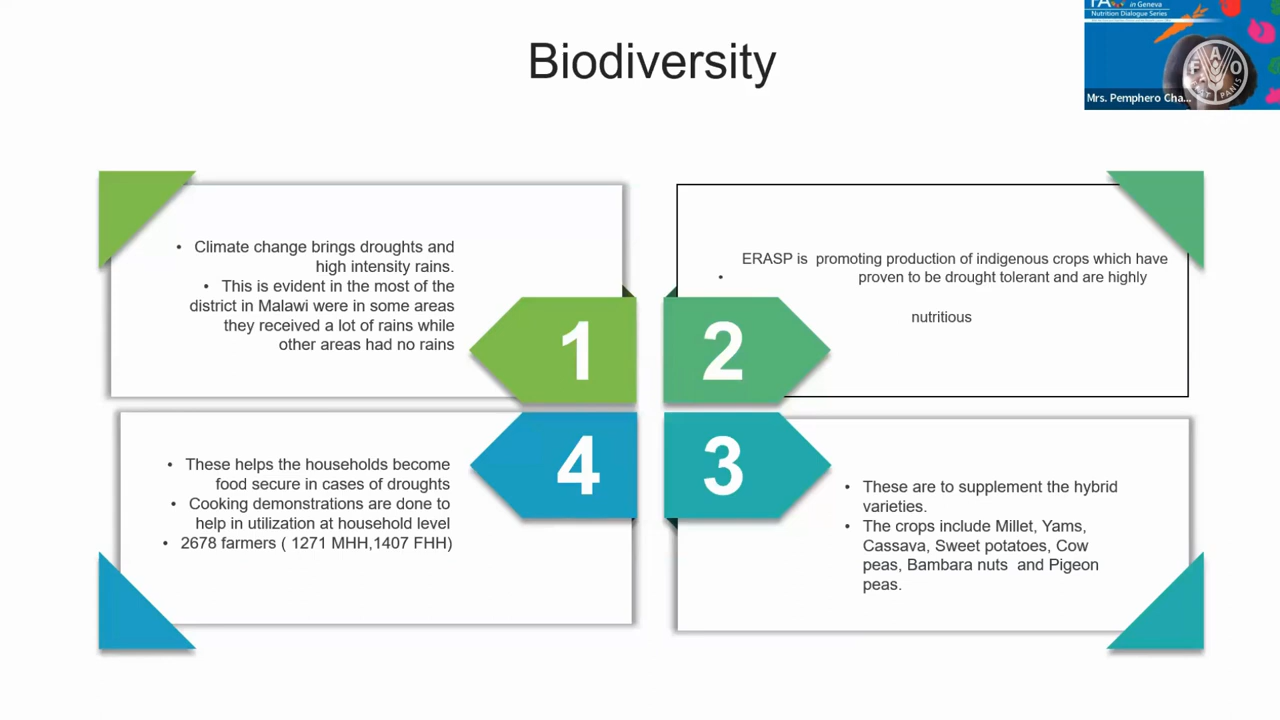 Biodiversity
in Geneva
Nutrition Dialogue Series
Mrs. Pemphero Cha...
• Climate change brings droughts and
high intensity rains.
• This is evident in the most of the
district in Malawi were in some areas
they received a lot of rains while
other areas had no rains
1
ERASP is  promoting production of indigenous crops which have
• proven to be drought tolerant and are highly
nutritious
2
• These helps the households become
food secure in cases of droughts
• Cooking demonstrations are done to
help in utilization at household level
• 2678 farmers ( 1271 MHH,1407 FHH)
4
3
• These are to supplement the hybrid
varieties.
• The crops include Millet, Yams,
Cassava, Sweet potatoes, Cow
peas, Bambara nuts  and Pigeon
peas.